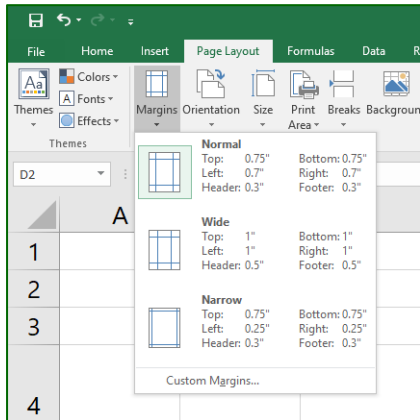 File Home Insert Page Layout Formulas Data R
Aa Colors Margins Orientation Size Print Breaks Backgroun
Themes A Fonts Area
Effects
Themes
D2
Normal
Top: 0.75" Bottom: 0.75"
Left: 0.7" Right: 0.7"
Header: 0.3" Footer: 0.3"
Wide
Top: 1" Bottom: 1"
Left: 1" Right: 1"
Header: 0.5" Footer: 0.5"
Narrow
Top: 0.75" Bottom: 0.75"
Left: 0.25" Right: 0.25"
Header: 0.3" Footer: 0.3"
Custom Margins...
A
1
2
3
4